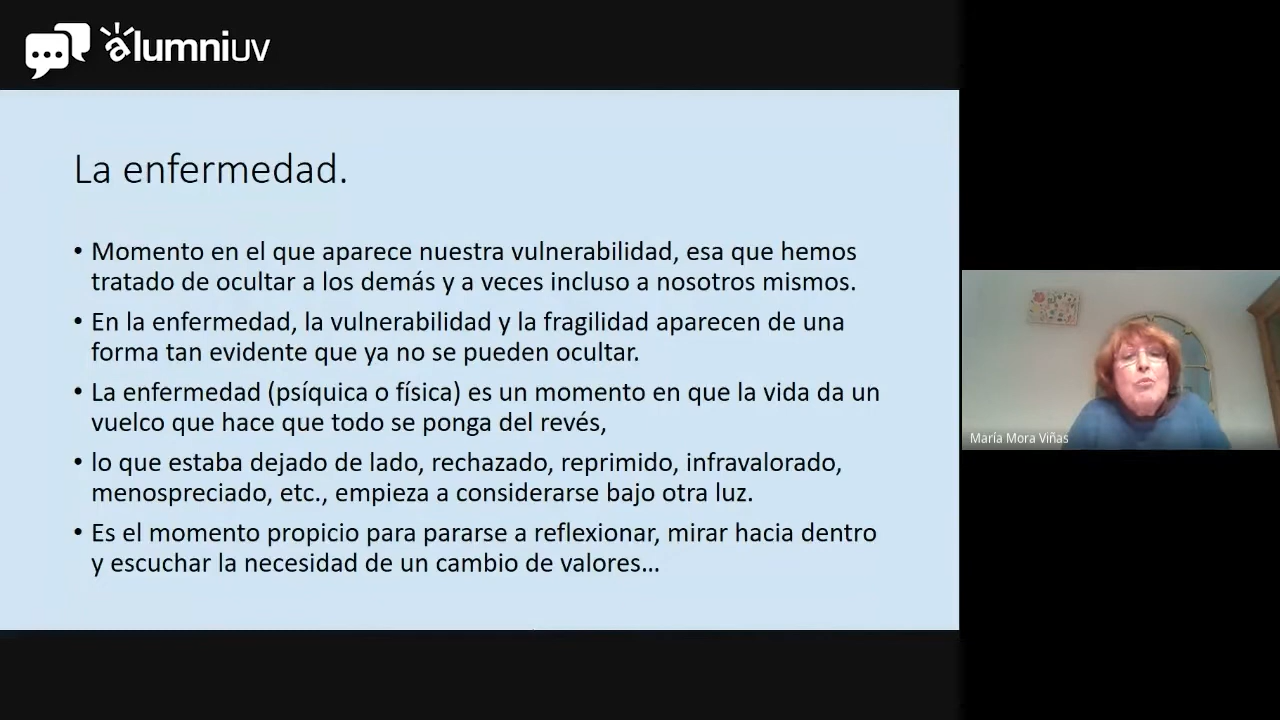 alumniuv
La enfermedad.
• Momento en el que aparece nuestra vulnerabilidad, esa que hemos
tratado de ocultar a los demás y a veces incluso a nosotros mismos.
• En la enfermedad, la vulnerabilidad y la fragilidad aparecen de una
forma tan evidente que ya no se pueden ocultar.
• La enfermedad (psíquica o física) es un momento en que la vida da un
vuelco que hace que todo se ponga del revés,
• lo que estaba dejado de lado, rechazado, reprimido, infravalorado,
menospreciado, etc., empieza a considerarse bajo otra luz.
• Es el momento propicio para pararse a reflexionar, mirar hacia dentro
y escuchar la necesidad de un cambio de valores...
María Mora Viñas